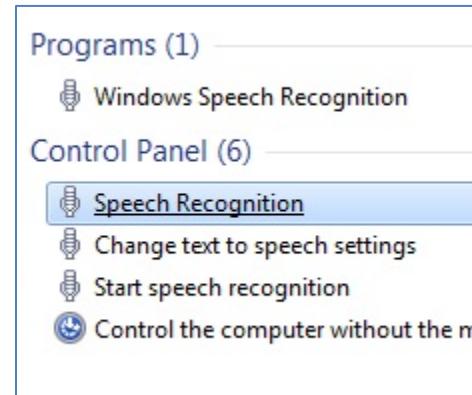 Programs (1)
Windows Speech Recognition
Control Panel (6)
Speech Recognition
Change text to speech settings
Start speech recognition
Control the computer without the